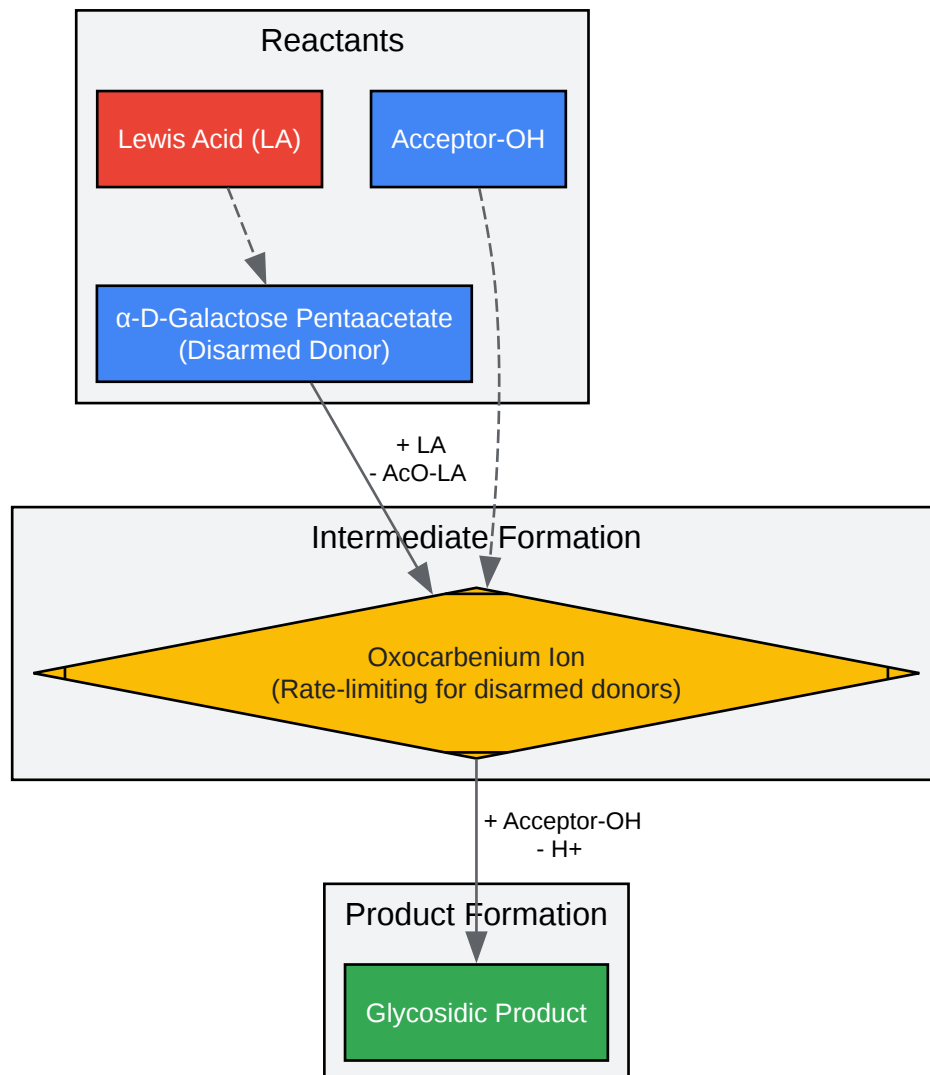 Reactants
Lewis Acid (LA)
Acceptor-OH
α-D-Galactose Pentaacetate
(Disarmed Donor)
+ LA
- AcO-LA
Intermediate Formation
Oxocarbenium Ion
(Rate-limiting for disarmed donors)
+ Acceptor-OH
- H+
Product Formation
Glycosidic Product